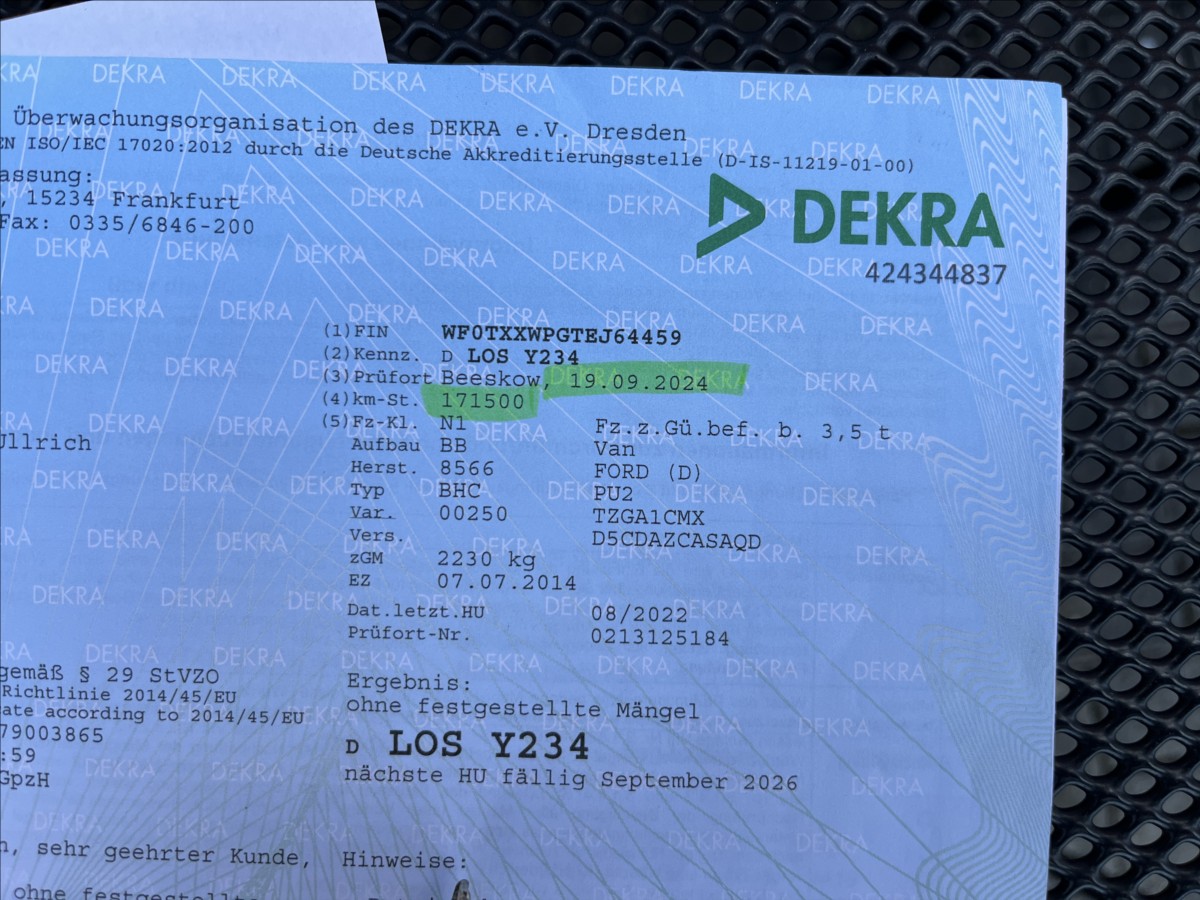 Überwachungsorganisation des DEKRA e.V. Dresden
EN ISO/IEC 17020:2012 durch die Deutsche Akkreditierungsstelle (D-IS-11219-01-00)
assung:
, 15234 Frankfurt
Fax: 0335/6846-200
DEKRA
424344837
(1)FIN WF0TXXWPGTEJ64459
(2)Kennz. D LOS Y234
(3)Prüfort Beeskow, 19.09.2024
(4)km-St. 171500
(5)Fz-Kl. N1 Fz.z.Gü.bef. b. 3,5 t
Aufbau BB Van
Herst. 8566 FORD (D)
Typ BHC PU2
Var. 00250 TZGA1CMX
Vers. D5CDAZCASAQD
zGM 2230 kg
EZ 07.07.2014
Dat.letzt.HU 08/2022
Prüfort-Nr. 0213125184
Ullrich
gemäß § 29 StVZO
Richtlinie 2014/45/EU
ate according to 2014/45/EU
79003865
:59
GpzH
Ergebnis:
ohne festgestellte Mängel
D LOS Y234
nächste HU fällig September 2026
, sehr geehrter Kunde,
ohne festgestellte
Hinweise: